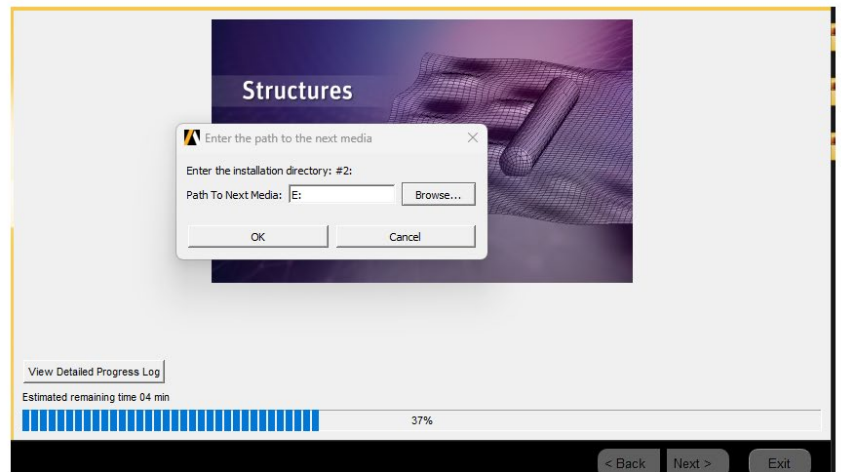 Structures
Enter the path to the next media
Enter the installation directory: #2:
Path To Next Media: E: Browse...
OK Cancel
View Detailed Progress Log
Estimated remaining time 04 min
37%
< Back Next > Exit